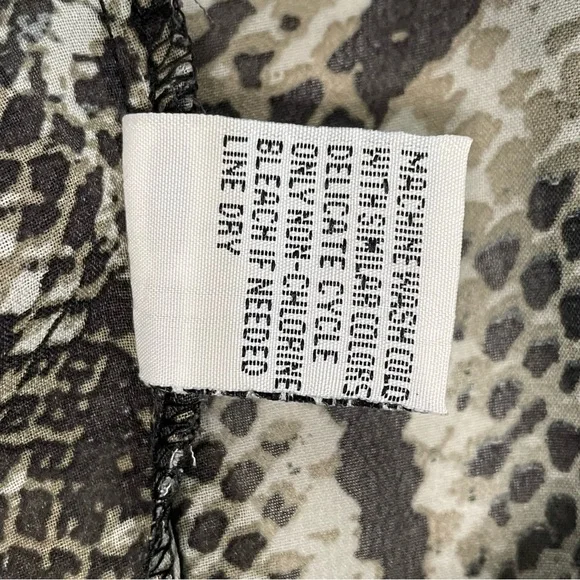 MACHINE WASH COLD
WITH SIMILAR COLORS
DELICATE CYCLE
ONLY NON-CHLORINE
BLEACH IF NEEDED
LINE DRY